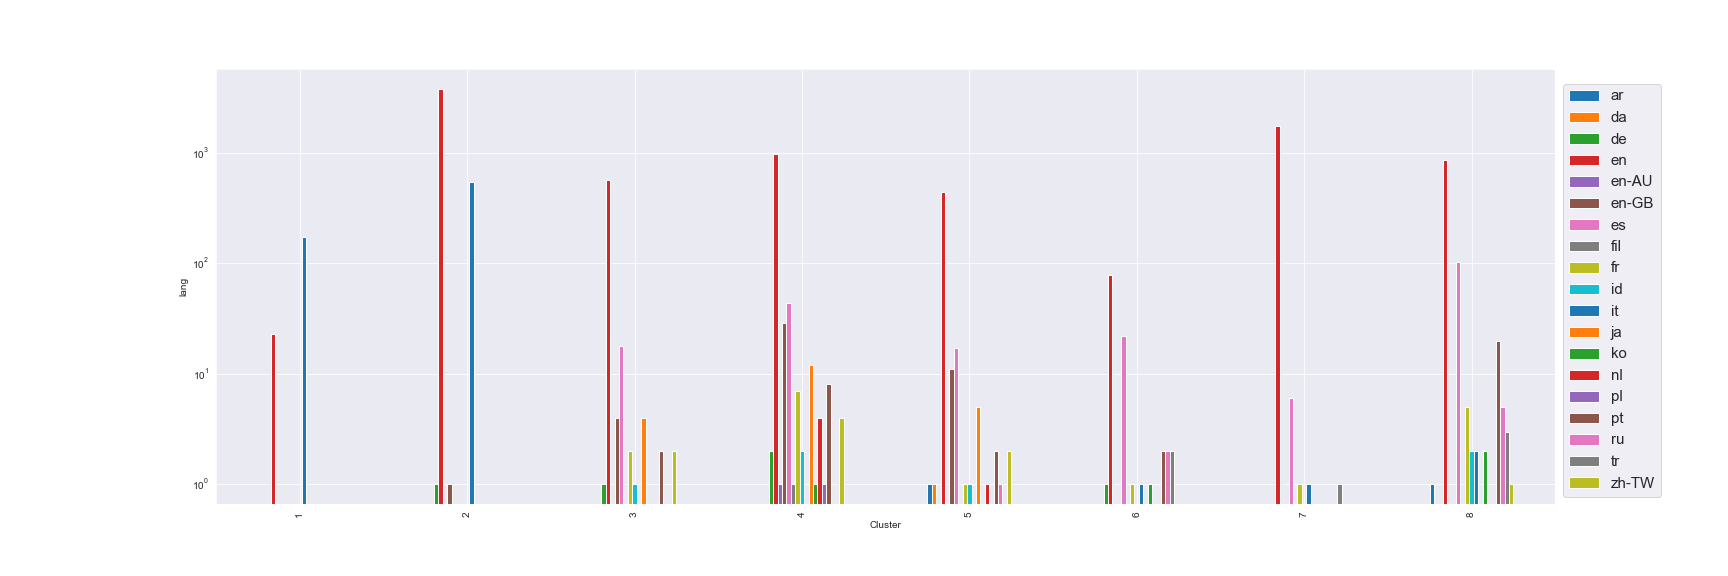 lang
10³
10²
10¹
10⁰
1 2 3 4 5 6 7 8
Cluster
ar
da
de
en
en-AU
en-GB
es
fil
fr
id
it
ja
ko
nl
pl
pt
ru
tr
zh-TW